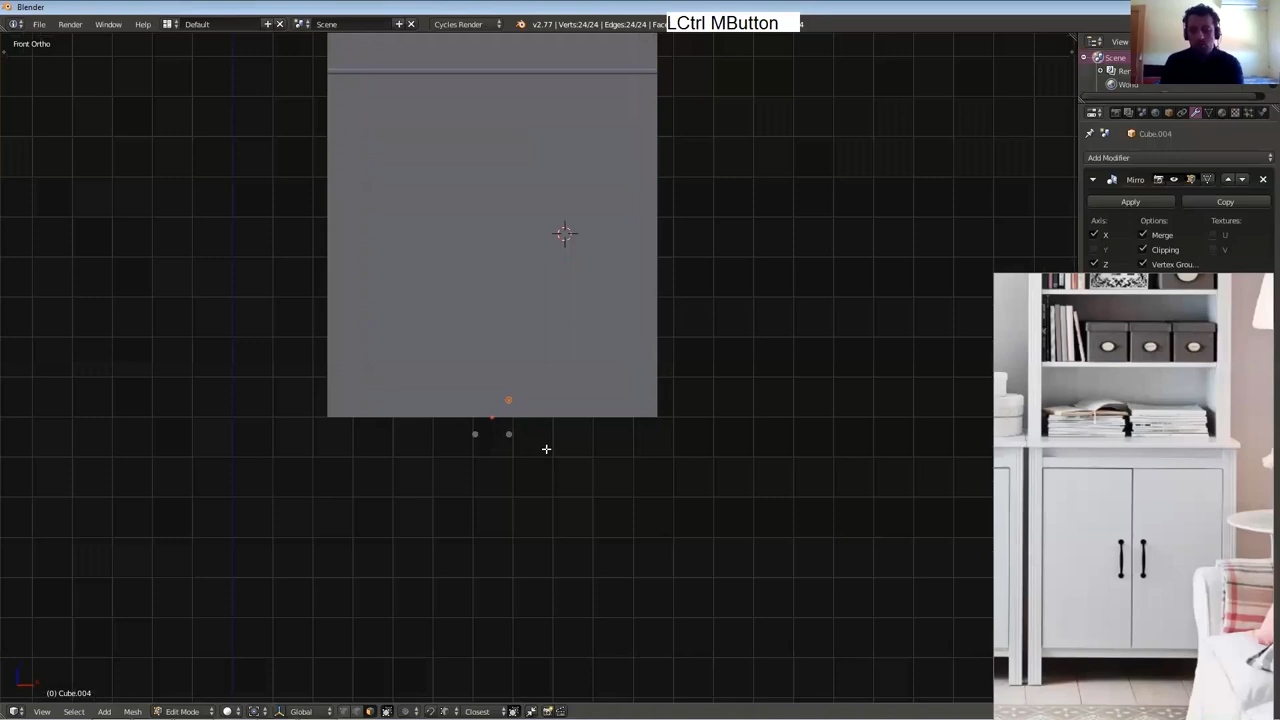 Blender
File Render Window Help Default Scene Cycles Render v2.77 | Verts:24/24 | Edges:24/24 | Fac
LCtrl MButton
Front Ortho
View
Scene
Ren
World
Cube.004
Add Modifier
Mirro
Apply Copy
Axis: Options: Textures:
X Merge U
Y Clipping V
Z Vertex Grou...
(0) Cube.004
View Select Add Mesh Edit Mode Global Closest